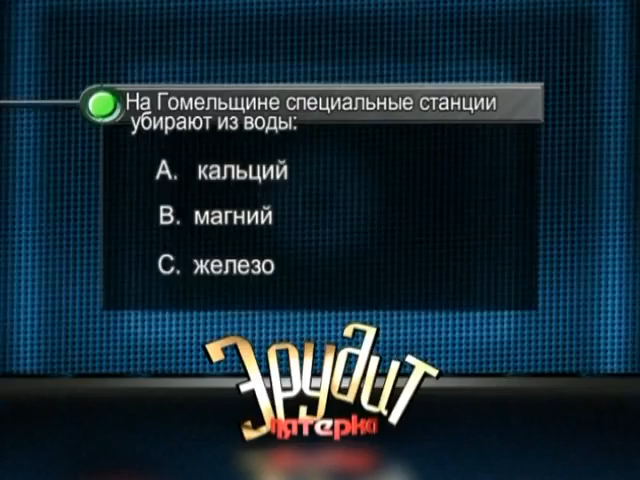 На Гомельщине специальные станции
убирают из воды:
А. кальций
В. магний
С. железо
Эрудит
пятерка